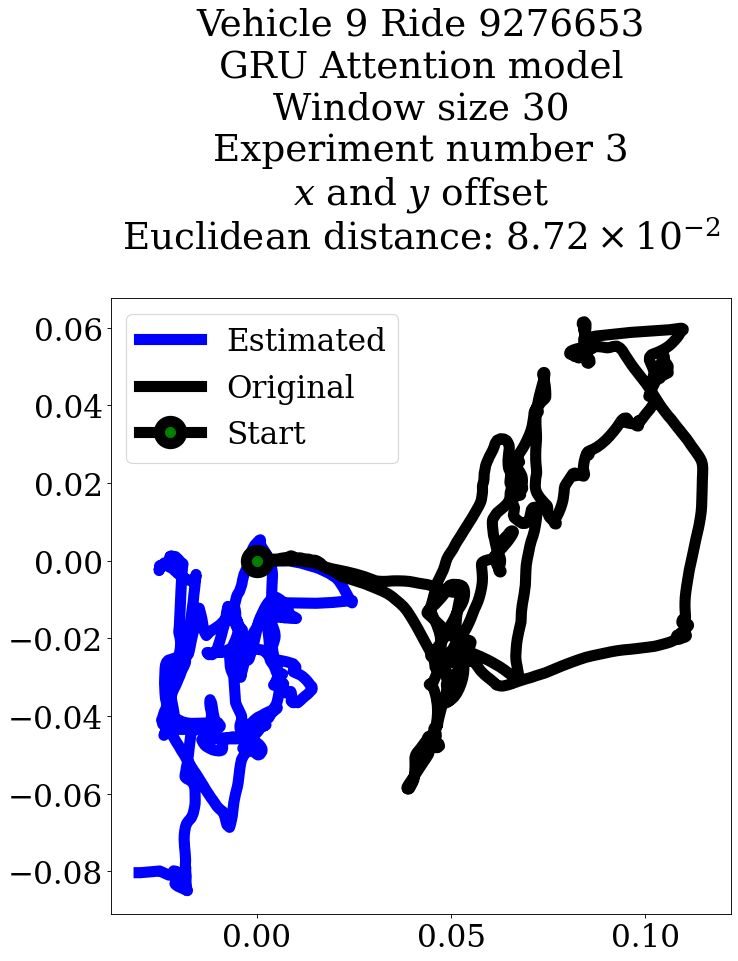 Vehicle 9 Ride 9276653
GRU Attention model
Window size 30
Experiment number 3
x and y offset
Euclidean distance: 8.72 × 10⁻²
Estimated
Original
Start
0.06
0.04
0.02
0.00
−0.02
−0.04
−0.06
−0.08
0.00 0.05 0.10